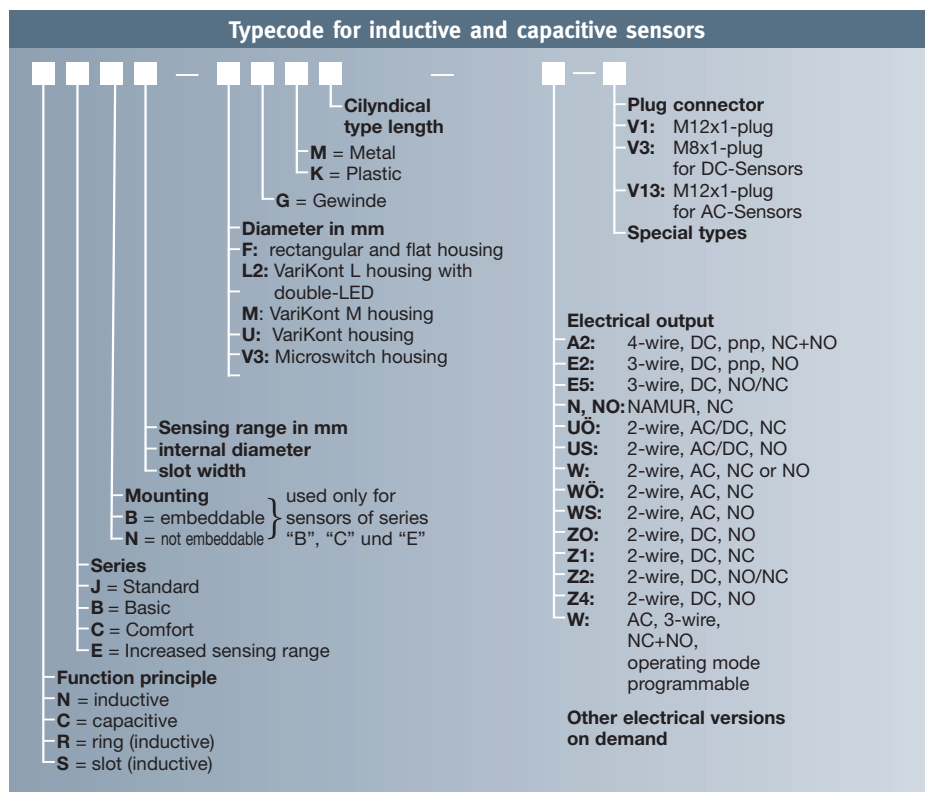 Typecode for inductive and capacitive sensors
Cilyndical
type length
M = Metal
K = Plastic
G = Gewinde
Diameter in mm
F: rectangular and flat housing
L2: VariKont L housing with
double-LED
M: VariKont M housing
U: VariKont housing
V3: Microswitch housing
Sensing range in mm
internal diameter
slot width
Mounting
B = embeddable
N = not embeddable
used only for
sensors of series
“B”, “C” und “E”
Series
J = Standard
B = Basic
C = Comfort
E = Increased sensing range
Function principle
N = inductive
C = capacitive
R = ring (inductive)
S = slot (inductive)
Plug connector
V1: M12x1-plug
V3: M8x1-plug
for DC-Sensors
V13: M12x1-plug
for AC-Sensors
Special types
Electrical output
A2: 4-wire, DC, pnp, NC+NO
E2: 3-wire, DC, pnp, NO
E5: 3-wire, DC, NO/NC
N, NO: NAMUR, NC
UÖ: 2-wire, AC/DC, NC
US: 2-wire, AC/DC, NO
W: 2-wire, AC, NC or NO
WÖ: 2-wire, AC, NC
WS: 2-wire, AC, NO
ZO: 2-wire, DC, NO
Z1: 2-wire, DC, NC
Z2: 2-wire, DC, NO/NC
Z4: 2-wire, DC, NO
W: AC, 3-wire,
NC+NO,
operating mode
programmable
Other electrical versions
on demand